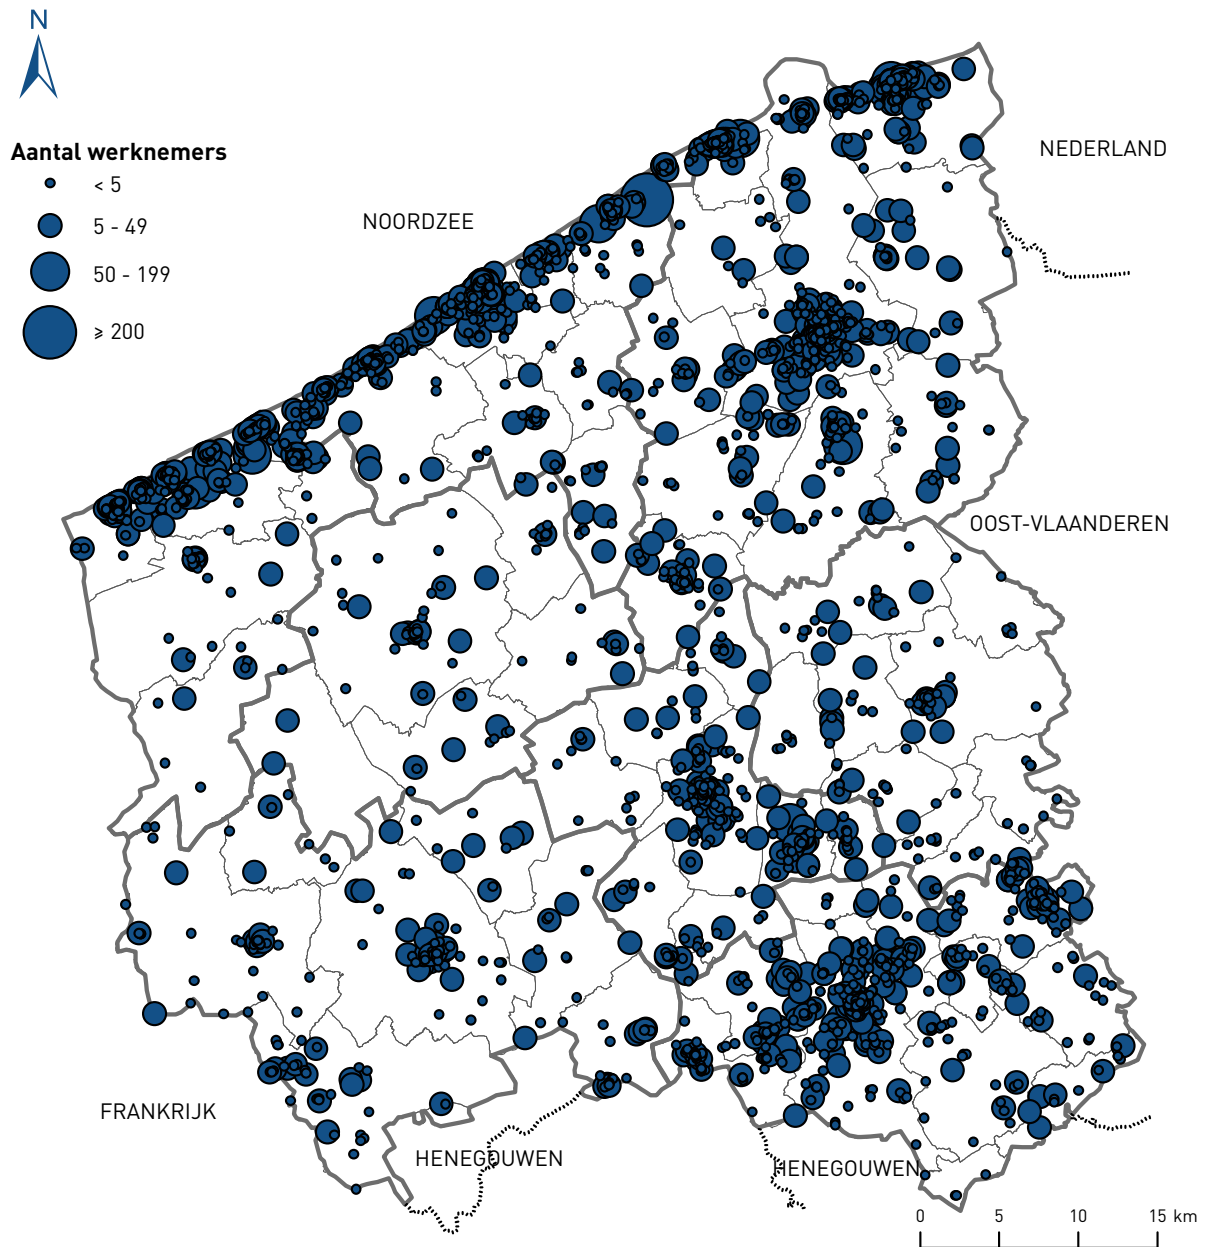 N
Aantal werknemers
< 5
5 - 49
50 - 199
⩾ 200
NOORDZEE
NEDERLAND
OOST-VLAANDEREN
FRANKRIJK
HENEGOUWEN
HENEGOUWEN
0 5 10 15 km